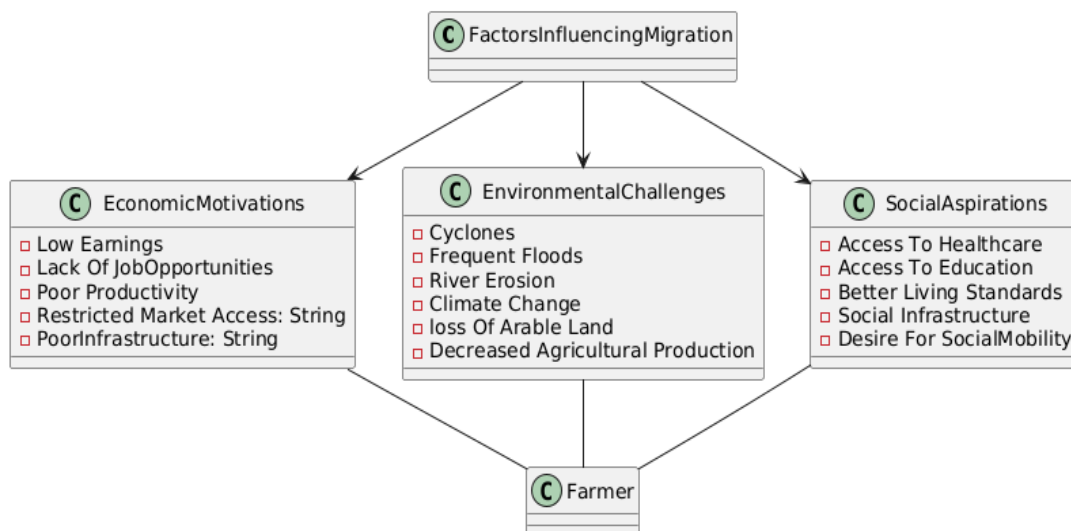 C FactorsInfluencingMigration
C EconomicMotivations
Low Earnings
Lack Of JobOpportunities
Poor Productivity
Restricted Market Access: String
PoorInfrastructure: String
C EnvironmentalChallenges
Cyclones
Frequent Floods
River Erosion
Climate Change
loss Of Arable Land
Decreased Agricultural Production
C SocialAspirations
Access To Healthcare
Access To Education
Better Living Standards
Social Infrastructure
Desire For SocialMobility
C Farmer